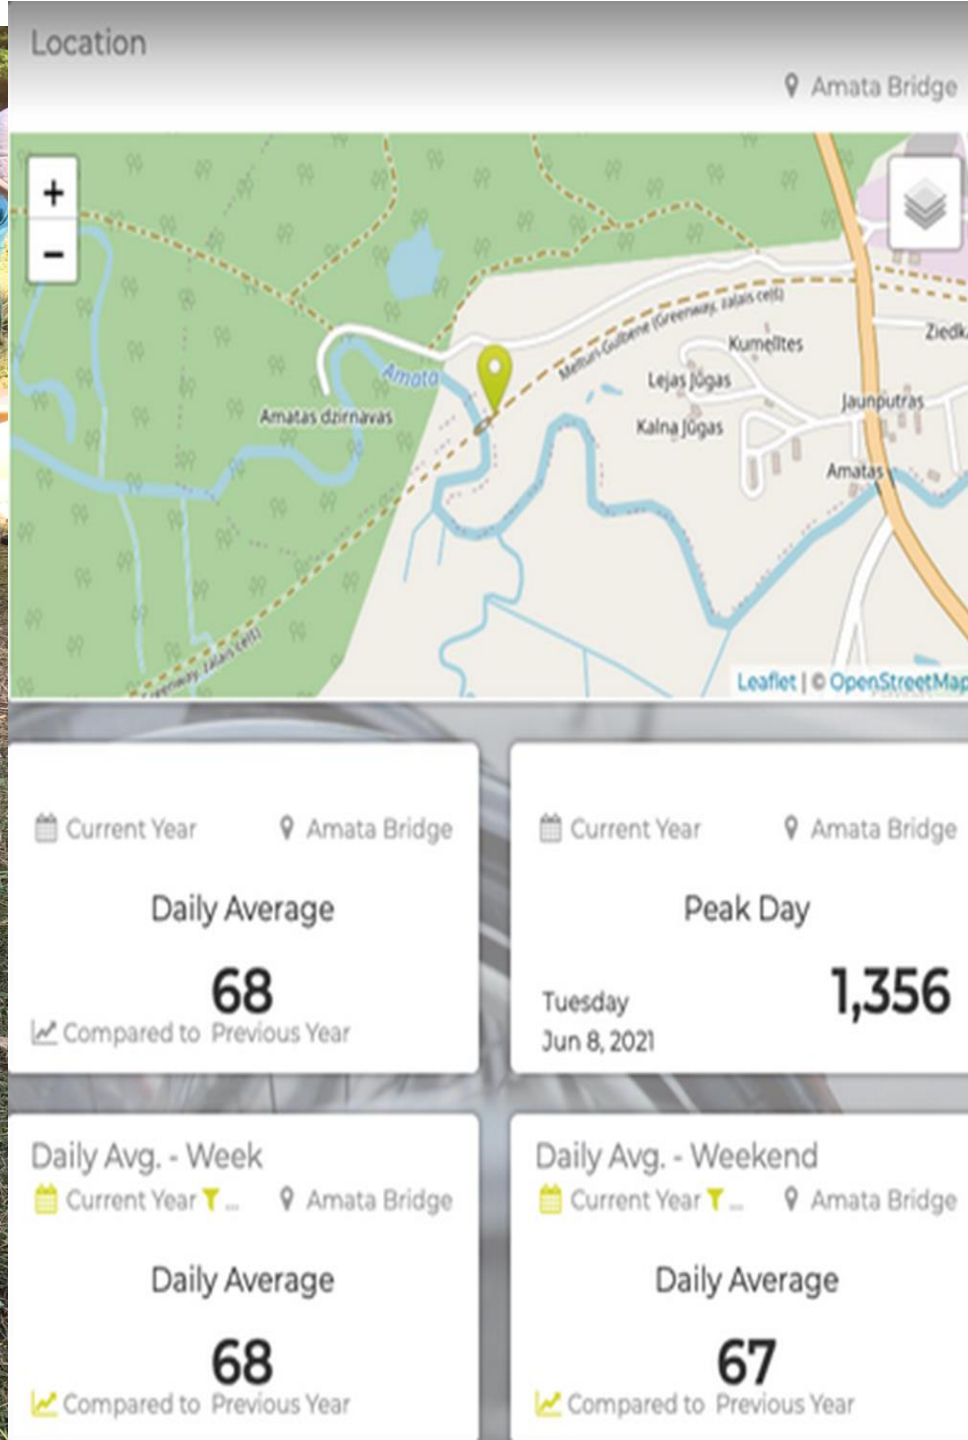 Location
Amata Bridge
+
−
Melturi-Gulbene (Greenway, zaļais ceļš)
Kumelītes
Ziedk
Amata
Lejas Jūgas
Amatas dzirnavas
Jaunputras
Kalna Jūgas
Amatas
Greenway, zaļais ceļš)
Leaflet | © OpenStreetMap
Current Year Amata Bridge
Daily Average
68
Compared to Previous Year
Current Year Amata Bridge
Peak Day
1,356
Tuesday
Jun 8, 2021
Daily Avg. - Week
Current Year ... Amata Bridge
Daily Average
68
Compared to Previous Year
Daily Avg. - Weekend
Current Year ... Amata Bridge
Daily Average
67
Compared to Previous Year